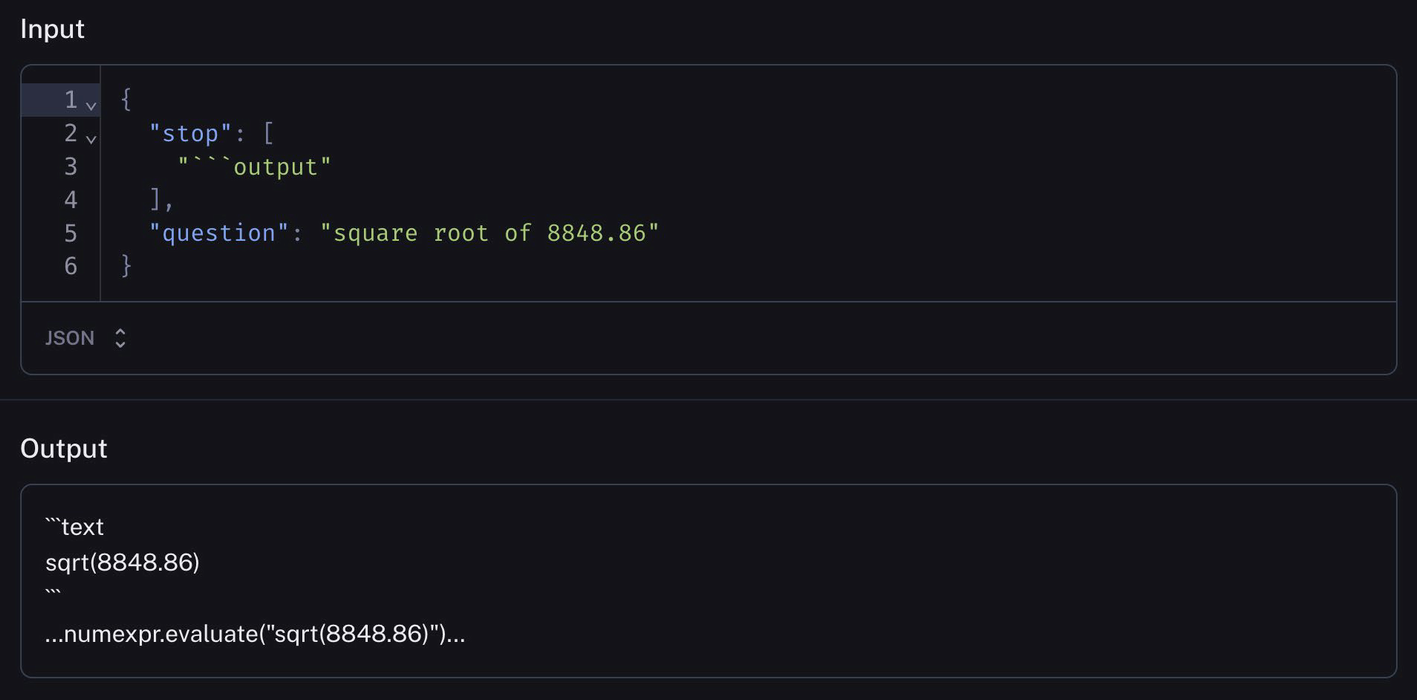 Input
1 {
2 "stop": [
3 "```output"
4 ],
5 "question": "square root of 8848.86"
6 }
JSON
Output
```text
sqrt(8848.86)
```
...numexpr.evaluate("sqrt(8848.86)")...